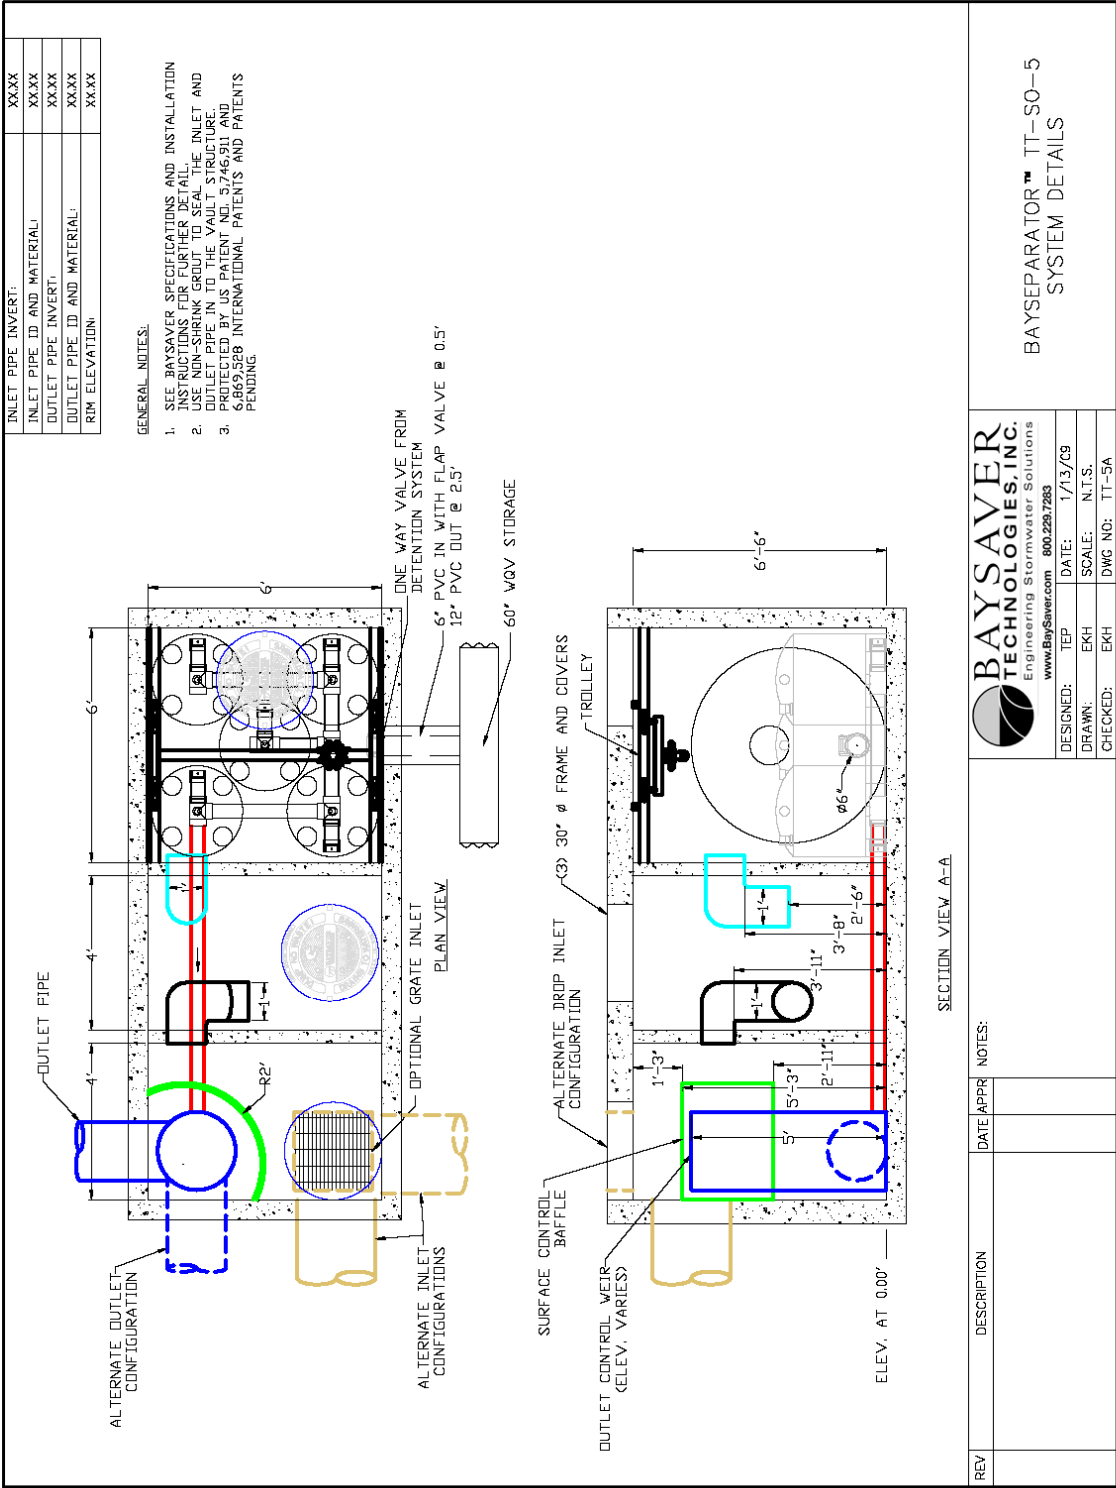 INLET PIPE INVERT: XX.XX
INLET PIPE ID AND MATERIAL: XX.XX
OUTLET PIPE INVERT: XX.XX
OUTLET PIPE ID AND MATERIAL: XX.XX
RIM ELEVATION: XX.XX
GENERAL NOTES:
1. SEE BAYSAVER SPECIFICATIONS AND INSTALLATION
INSTRUCTIONS FOR FURTHER DETAIL.
2. USE NON-SHRINK GROUT TO SEAL THE INLET AND
OUTLET PIPE IN TO THE VAULT STRUCTURE.
3. PROTECTED BY US PATENT NO. 5,746,911 AND
6,869,528 INTERNATIONAL PATENTS AND PATENTS
PENDING.
OUTLET PIPE
ALTERNATE OUTLET
CONFIGURATION
4'
4'
6'
6'
1'
1'
R2'
ONE WAY VALVE FROM
DETENTION SYSTEM
6" PVC IN WITH FLAP VALVE @ 0.5'
12" PVC OUT @ 2.5'
60" WQV STORAGE
OPTIONAL GRATE INLET
ALTERNATE INLET
CONFIGURATIONS
PLAN VIEW
SURFACE CONTROL
BAFFLE
ALTERNATE DROP INLET
CONFIGURATION
(3) 30" ø FRAME AND COVERS
TROLLEY
OUTLET CONTROL WEIR
(ELEV. VARIES)
1'-3"
5'-3"
2'-11"
5'
1'
3'-11"
1'
3'-8"
2'-6"
ø6"
6'-6"
ELEV. AT 0.00'
SECTION VIEW A-A
REV DESCRIPTION DATE APPR NOTES:
BAYSAVER
TECHNOLOGIES, INC.
Engineering Stormwater Solutions
www.BaySaver.com 800.229.7283
DESIGNED: TEP DATE: 1/13/09
DRAWN: EKH SCALE: N.T.S.
CHECKED: EKH DWG NO: TT-5A
BAYSEPARATOR™ TT-SO-5
SYSTEM DETAILS